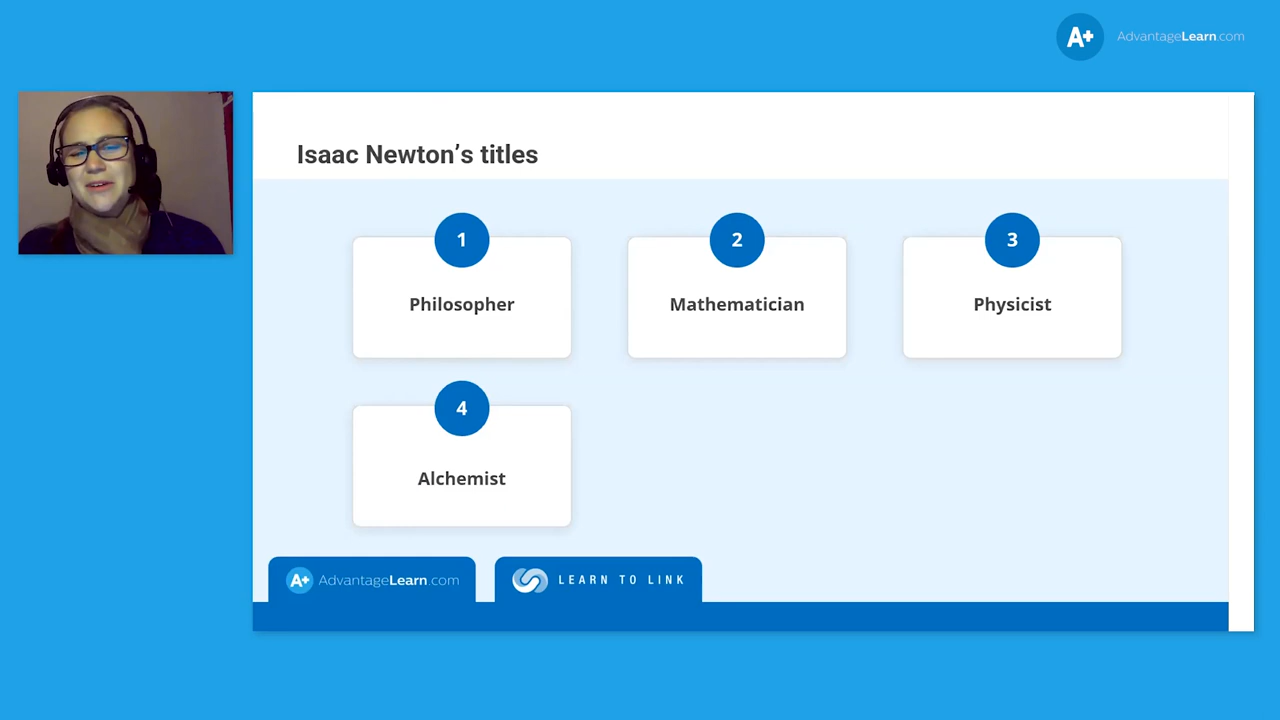 A+ AdvantageLearn.com
Isaac Newton's titles
1
2
3
Philosopher
Mathematician
Physicist
4
Alchemist
A+ AdvantageLearn.com
LEARN TO LINK